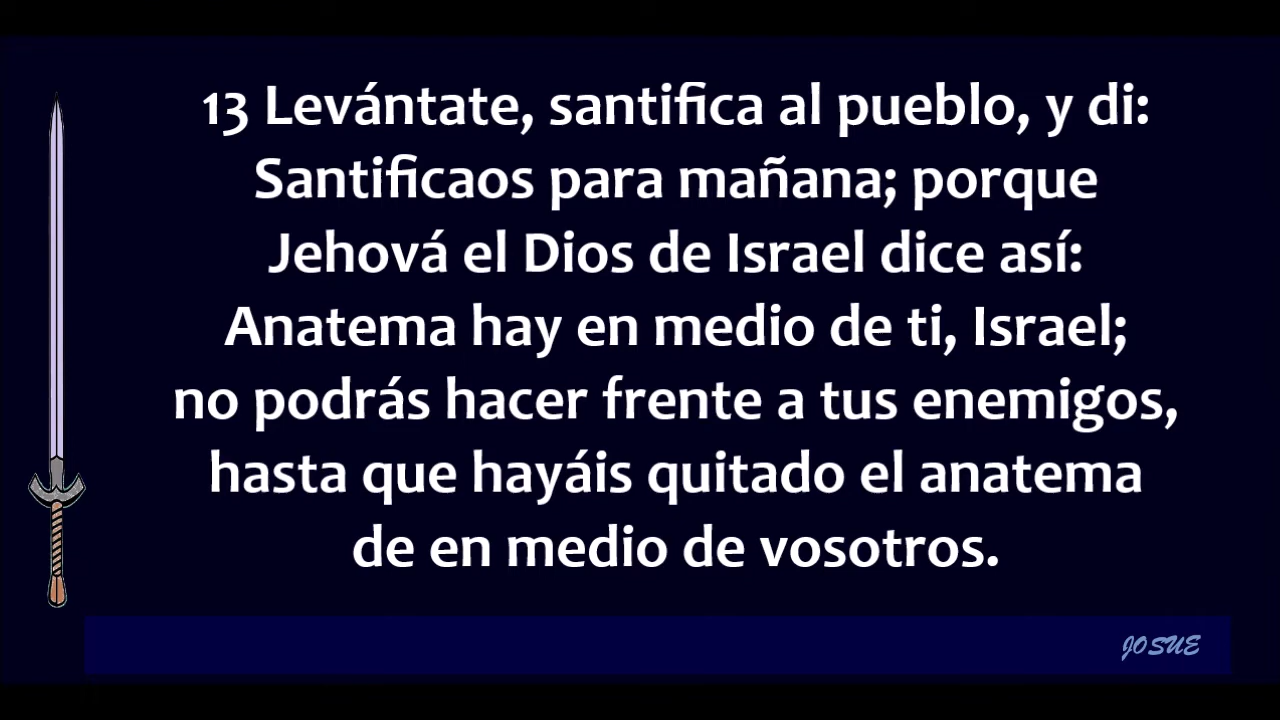 13 Levántate, santifica al pueblo, y di:
Santificaos para mañana; porque
Jehová el Dios de Israel dice así:
Anatema hay en medio de ti, Israel;
no podrás hacer frente a tus enemigos,
hasta que hayáis quitado el anatema
de en medio de vosotros.
JOSUE